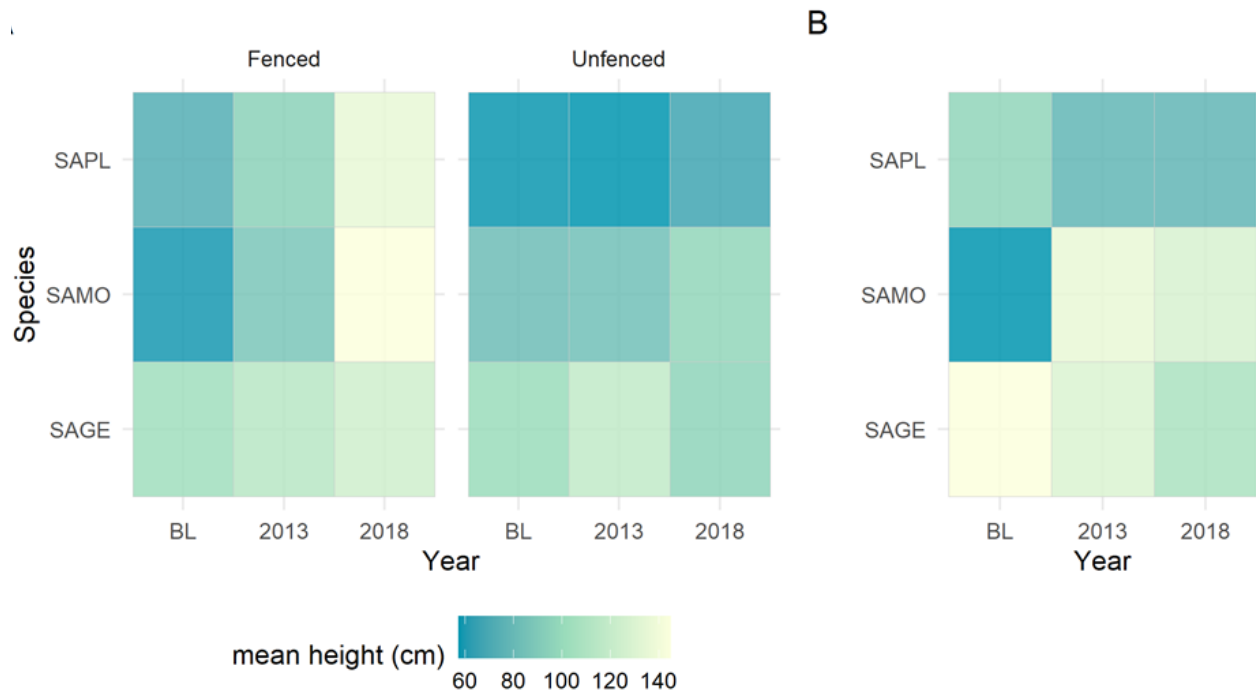 B
Fenced Unfenced
Species
SAPL
SAMO
SAGE
BL 2013 2018 BL 2013 2018
Year
SAPL
SAMO
SAGE
BL 2013 2018
Year
mean height (cm)
60 80 100 120 140